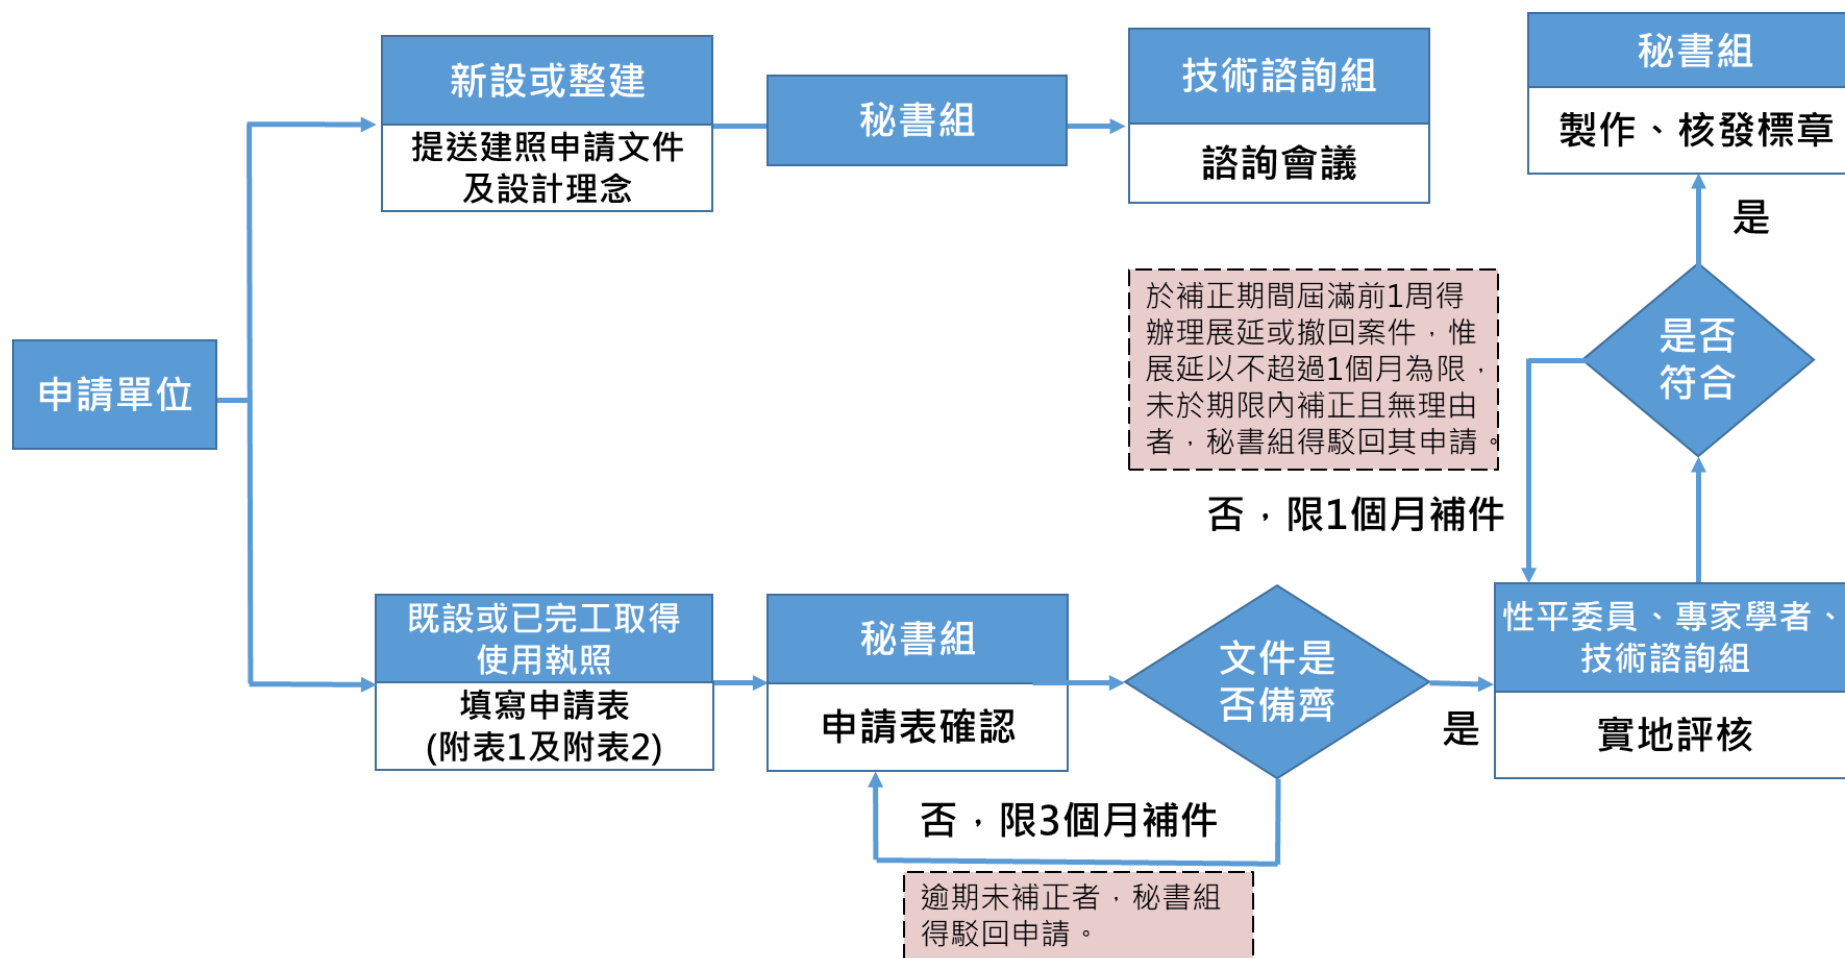 新設或整建
提送建照申請文件
及設計理念
秘書組
技術諮詢組
諮詢會議
秘書組
製作、核發標章
是
是否
符合
於補正期間屆滿前1周得
辦理展延或撤回案件，惟
展延以不超過1個月為限，
未於期限內補正且無理由
者，秘書組得駁回其申請。
否，限1個月補件
申請單位
既設或已完工取得
使用執照
填寫申請表
(附表1及附表2)
秘書組
申請表確認
文件是
否備齊
是
性平委員、專家學者、
技術諮詢組
實地評核
否，限3個月補件
逾期未補正者，秘書組
得駁回申請。